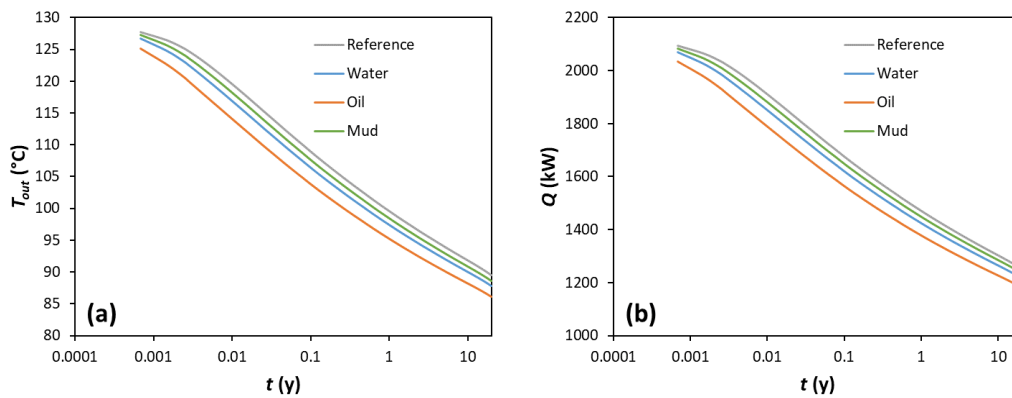 130
125
120
115
110
105
100
95
90
85
80
T_out (°C)
Reference
Water
Oil
Mud
(a)
0.0001 0.001 0.01 0.1 1 10
t (y)
2200
2000
1800
1600
1400
1200
1000
Q (kW)
Reference
Water
Oil
Mud
(b)
0.0001 0.001 0.01 0.1 1 10
t (y)